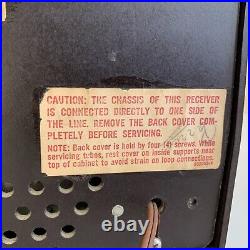 CAUTION: THE CHASSIS OF THIS RECEIVER
IS CONNECTED DIRECTLY TO ONE SIDE OF
THE LINE. REMOVE THE BACK COVER COM-
PLETELY BEFORE SERVICING.
NOTE: Back cover is held by four (4) screws. While
servicing tubes, rest cover on inside supports near
top of cabinet to avoid strain on loop connections.